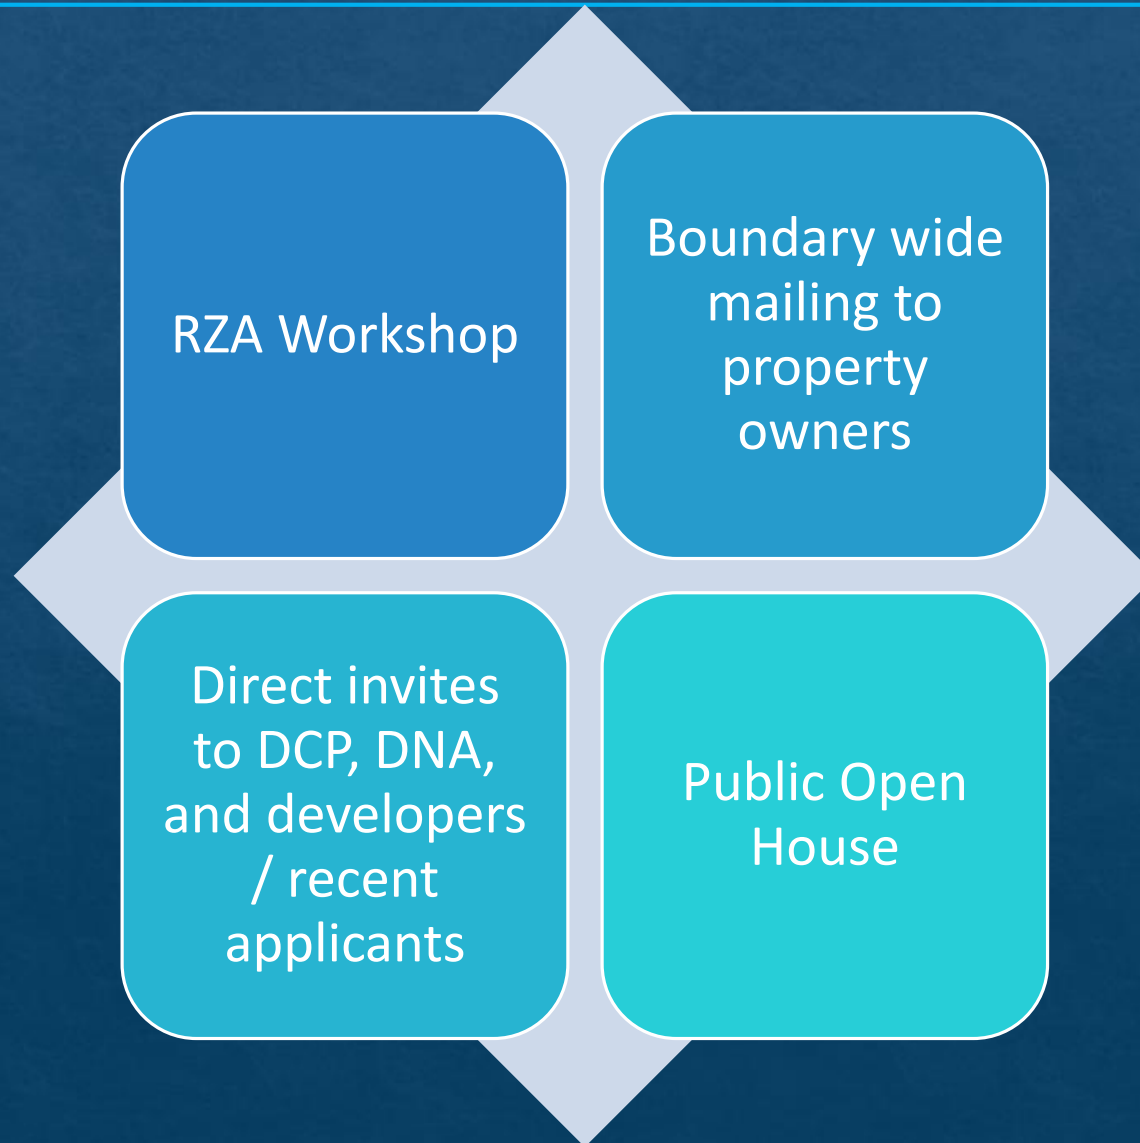 RZA Workshop
Boundary wide
mailing to
property
owners
Direct invites
to DCP, DNA,
and developers
/ recent
applicants
Public Open
House